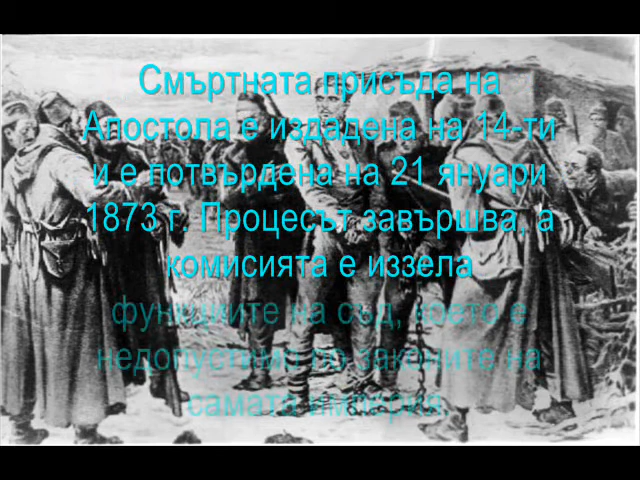 Смъртната присъда на
Апостола е издадена на 14-ти
и е потвърдена на 21 януари
1873 г. Процесът завършва, а
комисията е иззела
функциите на съд, което е
недопустимо по законите на
самата империя.